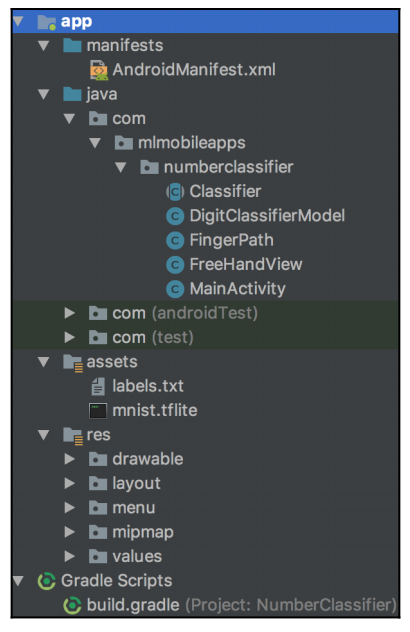 app
manifests
AndroidManifest.xml
java
com
mlmobileapps
numberclassifier
Classifier
DigitClassifierModel
FingerPath
FreeHandView
MainActivity
com (androidTest)
com (test)
assets
labels.txt
mnist.tflite
res
drawable
layout
menu
mipmap
values
Gradle Scripts
build.gradle (Project: NumberClassifier)